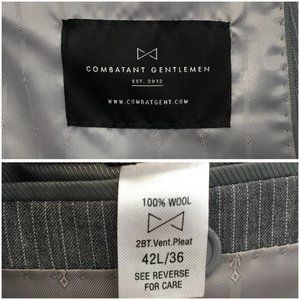 COMBATANT GENTLEMEN
EST. 2012
WWW.COMBATGENT.COM
100% WOOL
2BT.Vent.Pleat
42L/36
SEE REVERSE
FOR CARE